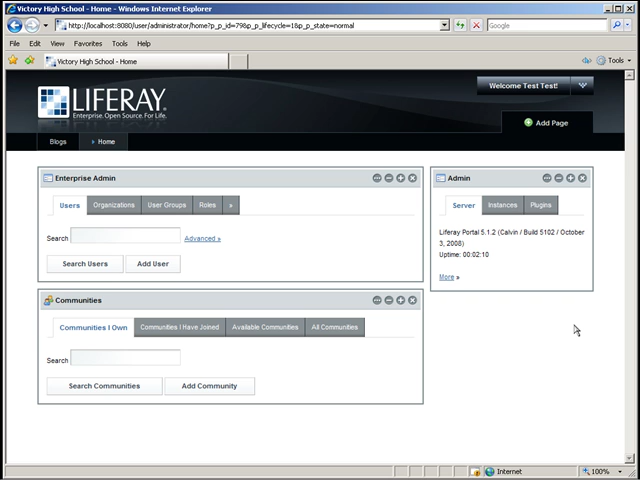 Victory High School - Home - Windows Internet Explorer
http://localhost:8080/user/administrator/home?p_p_id=79&p_p_lifecycle=1&p_p_state=normal
Google
File Edit View Favorites Tools Help
Victory High School - Home
Tools
LIFERAY.
Enterprise. Open Source. For Life.
Welcome Test Test!
Add Page
Blogs Home
Enterprise Admin
Users Organizations User Groups Roles »
Search Advanced »
Search Users Add User
Communities
Communities I Own Communities I Have Joined Available Communities All Communities
Search
Search Communities Add Community
Admin
Server Instances Plugins
Liferay Portal 5.1.2 (Calvin / Build 5102 / October
3, 2008)
Uptime: 00:02:10
More »
Internet 100%